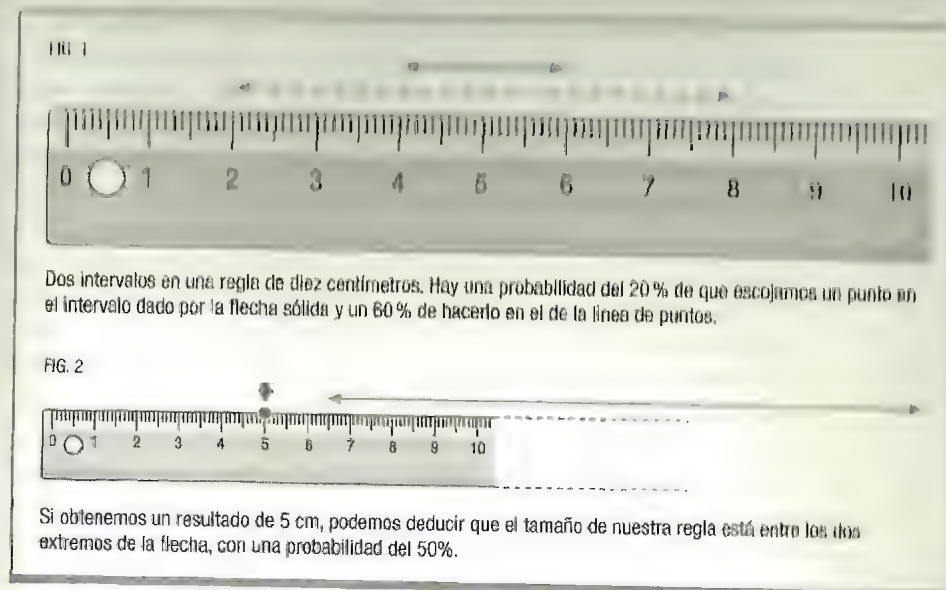 FIG. 1
0 1 2 3 4 5 6 7 8 9 10
Dos intervalos en una regla de diez centímetros. Hay una probabilidad del 20 % de que escojamos un punto en
el intervalo dado por la flecha sólida y un 60 % de hacerlo en el de la línea de puntos.
FIG. 2
0 1 2 3 4 5 6 7 8 9 10
Si obtenemos un resultado de 5 cm, podemos deducir que el tamaño de nuestra regla está entre los dos
extremos de la flecha, con una probabilidad del 50%.